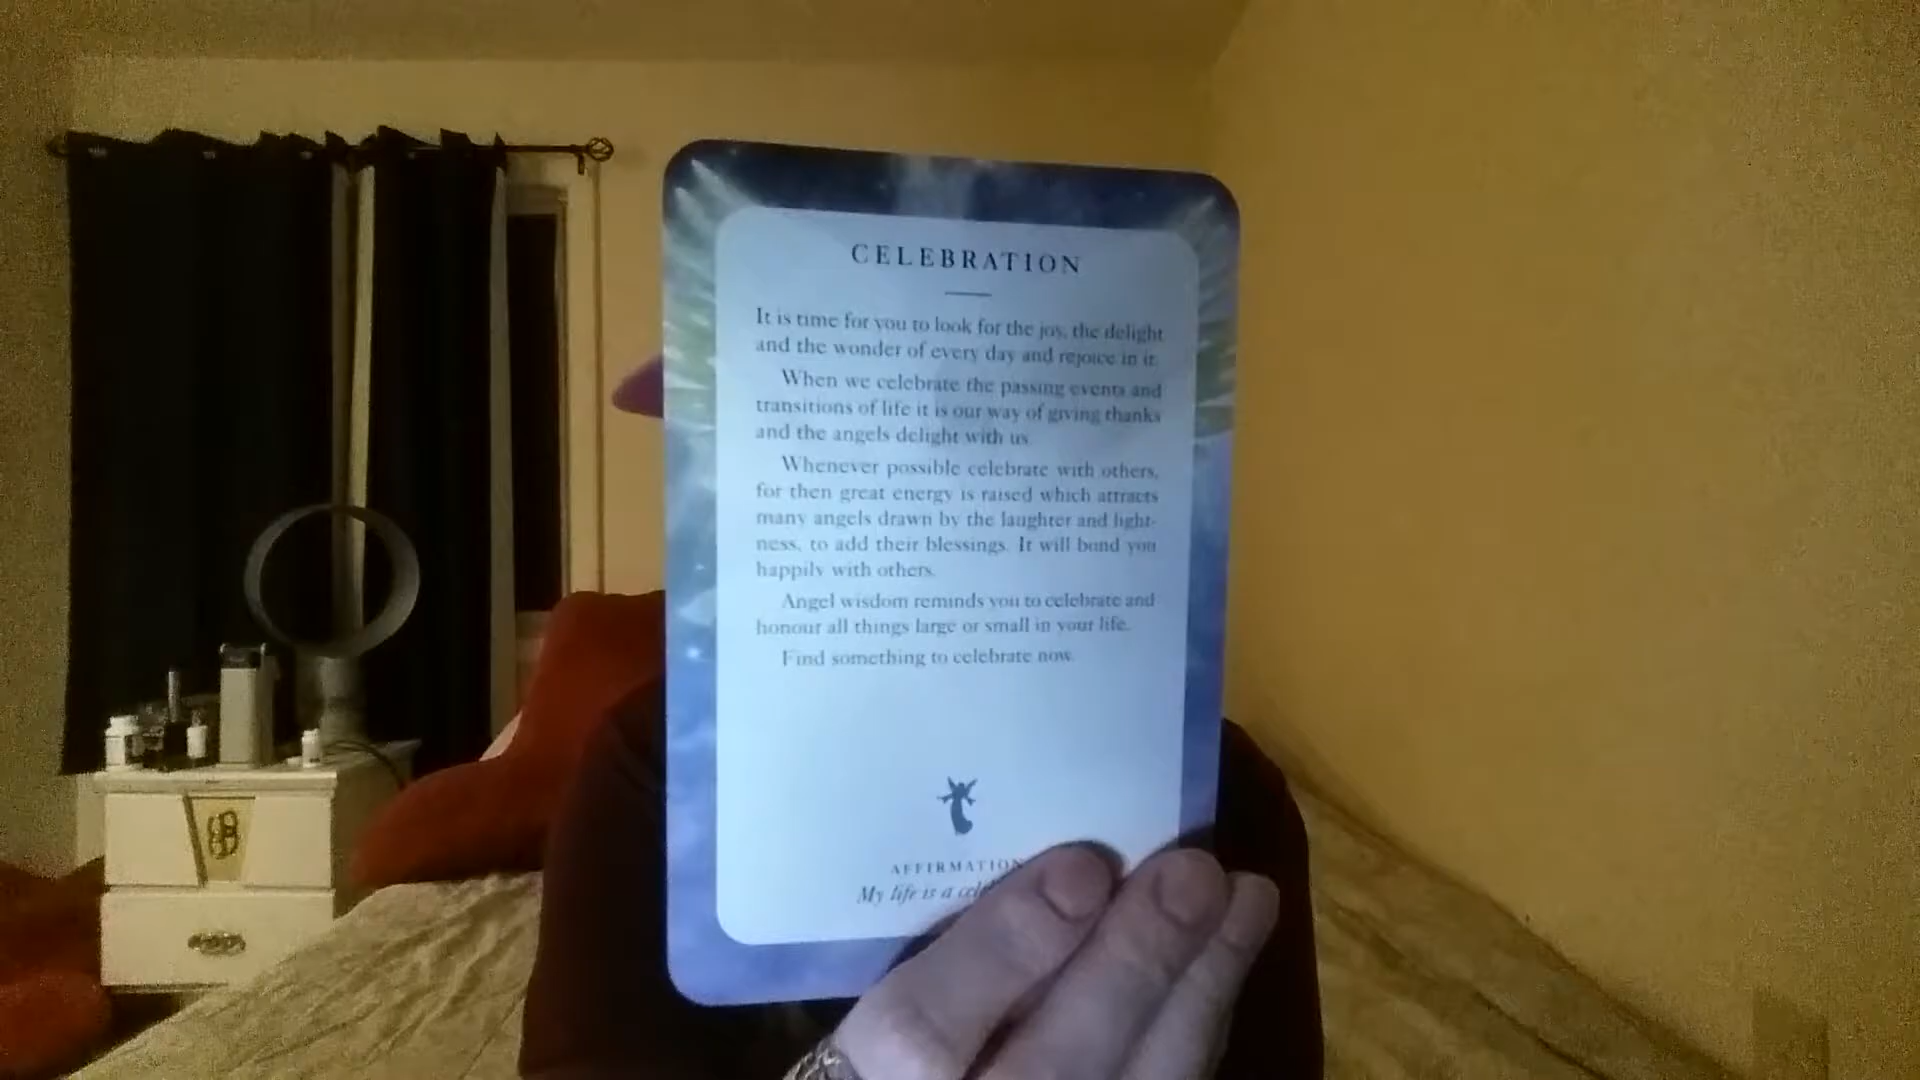 CELEBRATION
It is time for you to look for the joy, the delight
and the wonder of every day and rejoice in it.
When we celebrate the passing events and
transitions of life it is our way of giving thanks
and the angels delight with us.
Whenever possible celebrate with others,
for then great energy is raised which attracts
many angels drawn by the laughter and light-
ness, to add their blessings. It will bond you
happily with others.
Angel wisdom reminds you to celebrate and
honour all things large or small in your life.
Find something to celebrate now.
AFFIRMATION
My life is a